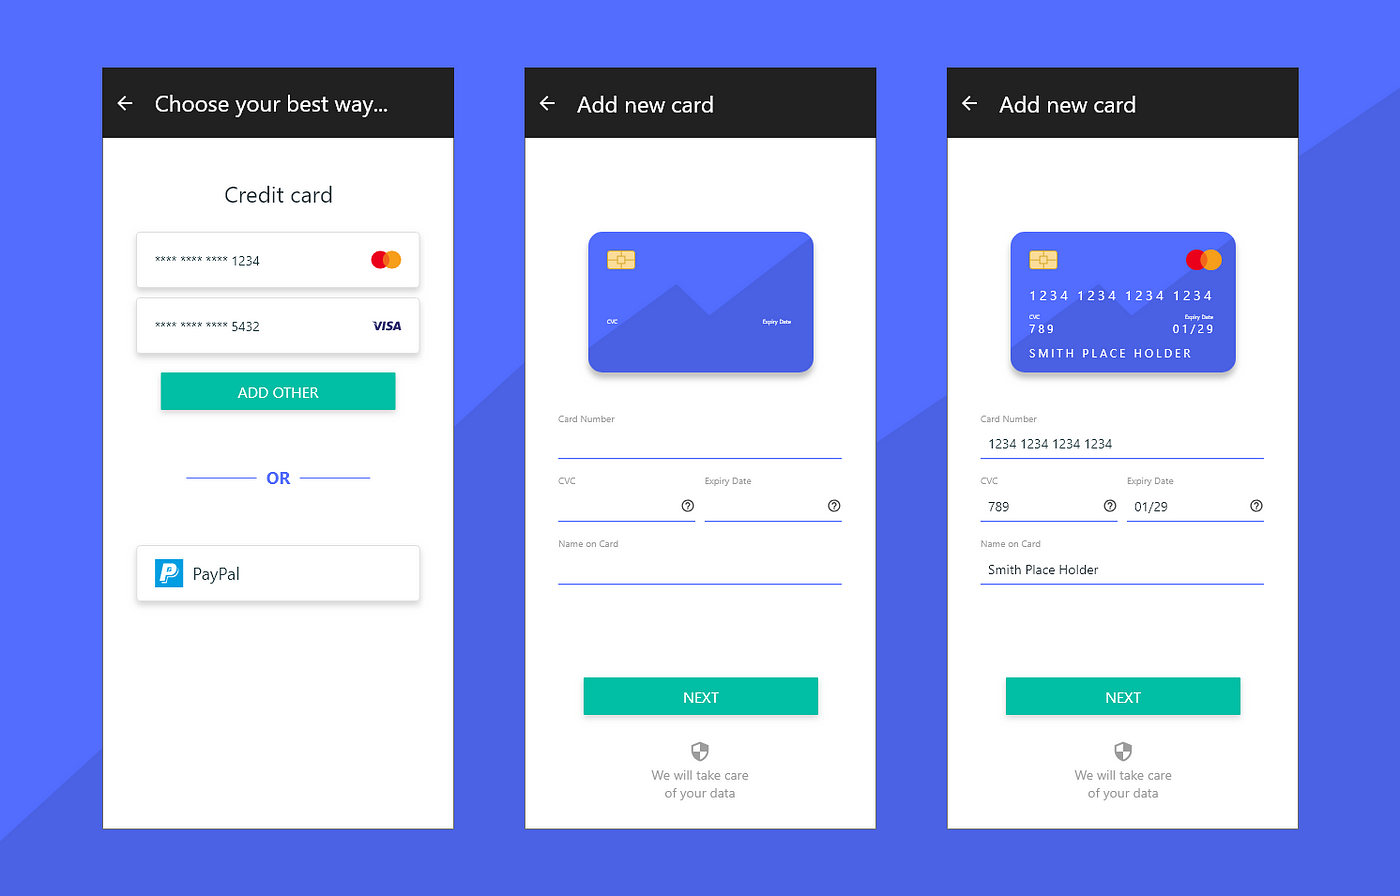 Choose your best way...
Credit card
**** **** **** 1234
**** **** **** 5432
VISA
ADD OTHER
OR
P
PayPal
Add new card
CVC
Expiry Date
Card Number
CVC
Expiry Date
Name on Card
NEXT
We will take care
of your data
Add new card
1234 1234 1234 1234
CVC
Expiry Date
789
01/29
SMITH PLACE HOLDER
Card Number
1234 1234 1234 1234
CVC
Expiry Date
789
01/29
Name on Card
Smith Place Holder
NEXT
We will take care
of your data